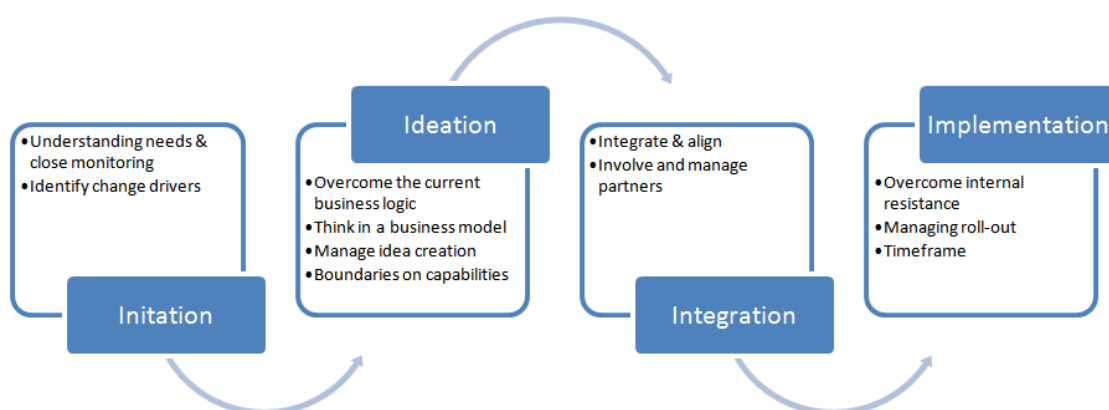 •Understanding needs &
close monitoring
•Identify change drivers
Initation
Ideation
•Overcome the current
business logic
•Think in a business model
•Manage idea creation
•Boundaries on capabilities
•Integrate & align
•Involve and manage
partners
Integration
Implementation
•Overcome internal
resistance
•Managing roll-out
•Timeframe